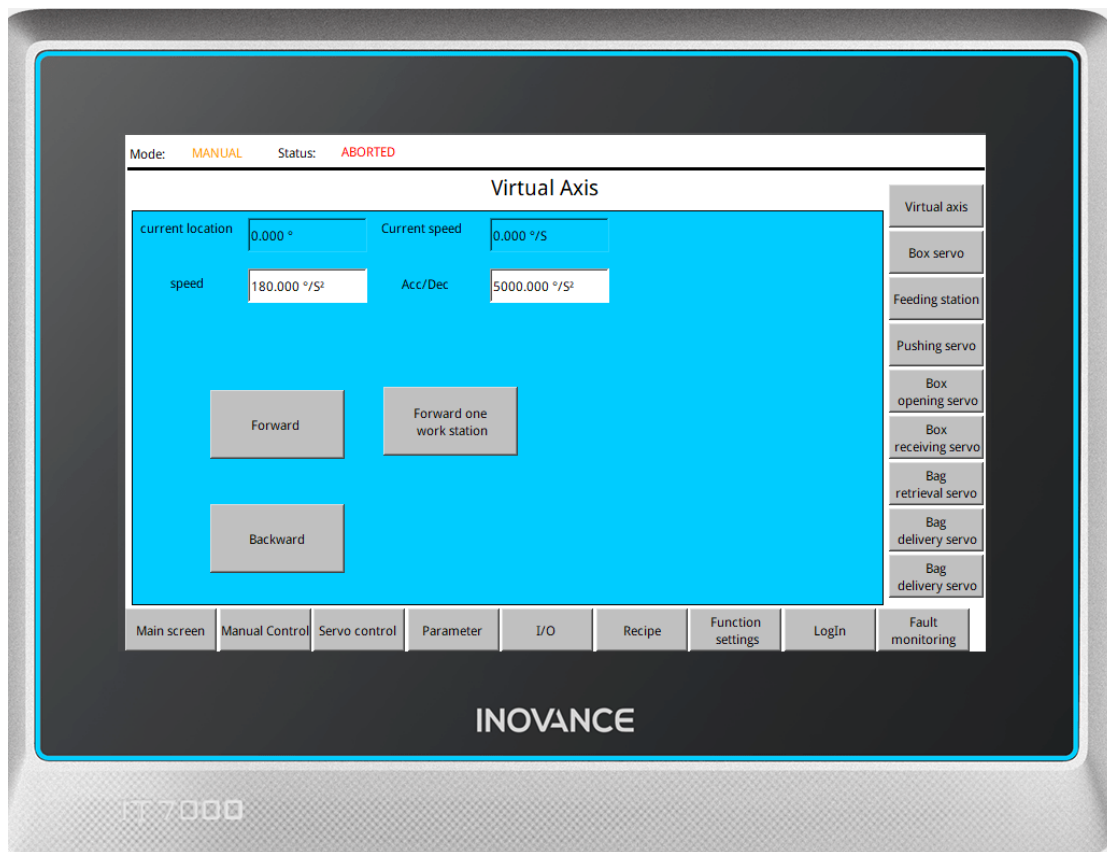 Mode: MANUAL Status: ABORTED
Virtual Axis
current location 0.000 ° Current speed 0.000 °/S
speed 180.000 °/S² Acc/Dec 5000.000 °/S²
Forward
Forward one
work station
Backward
Virtual axis
Box servo
Feeding station
Pushing servo
Box
opening servo
Box
receiving servo
Bag
retrieval servo
Bag
delivery servo
Bag
delivery servo
Main screen
Manual Control
Servo control
Parameter
I/O
Recipe
Function
settings
LogIn
Fault
monitoring
INOVANCE
IT 7000